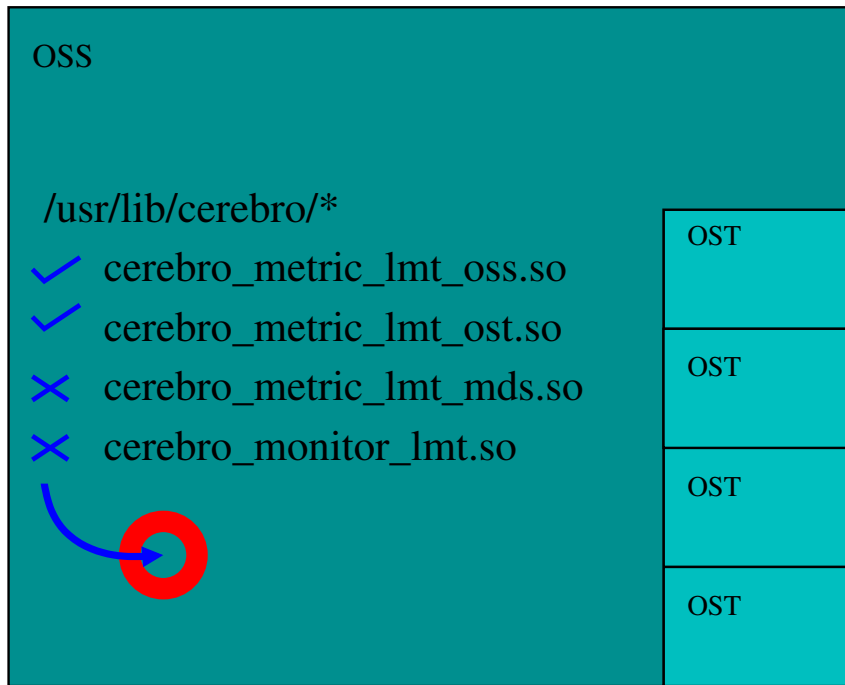 OSS
/usr/lib/cerebro/*
cerebro_metric_lmt_oss.so
cerebro_metric_lmt_ost.so
cerebro_metric_lmt_mds.so
cerebro_monitor_lmt.so
OST
OST
OST
OST